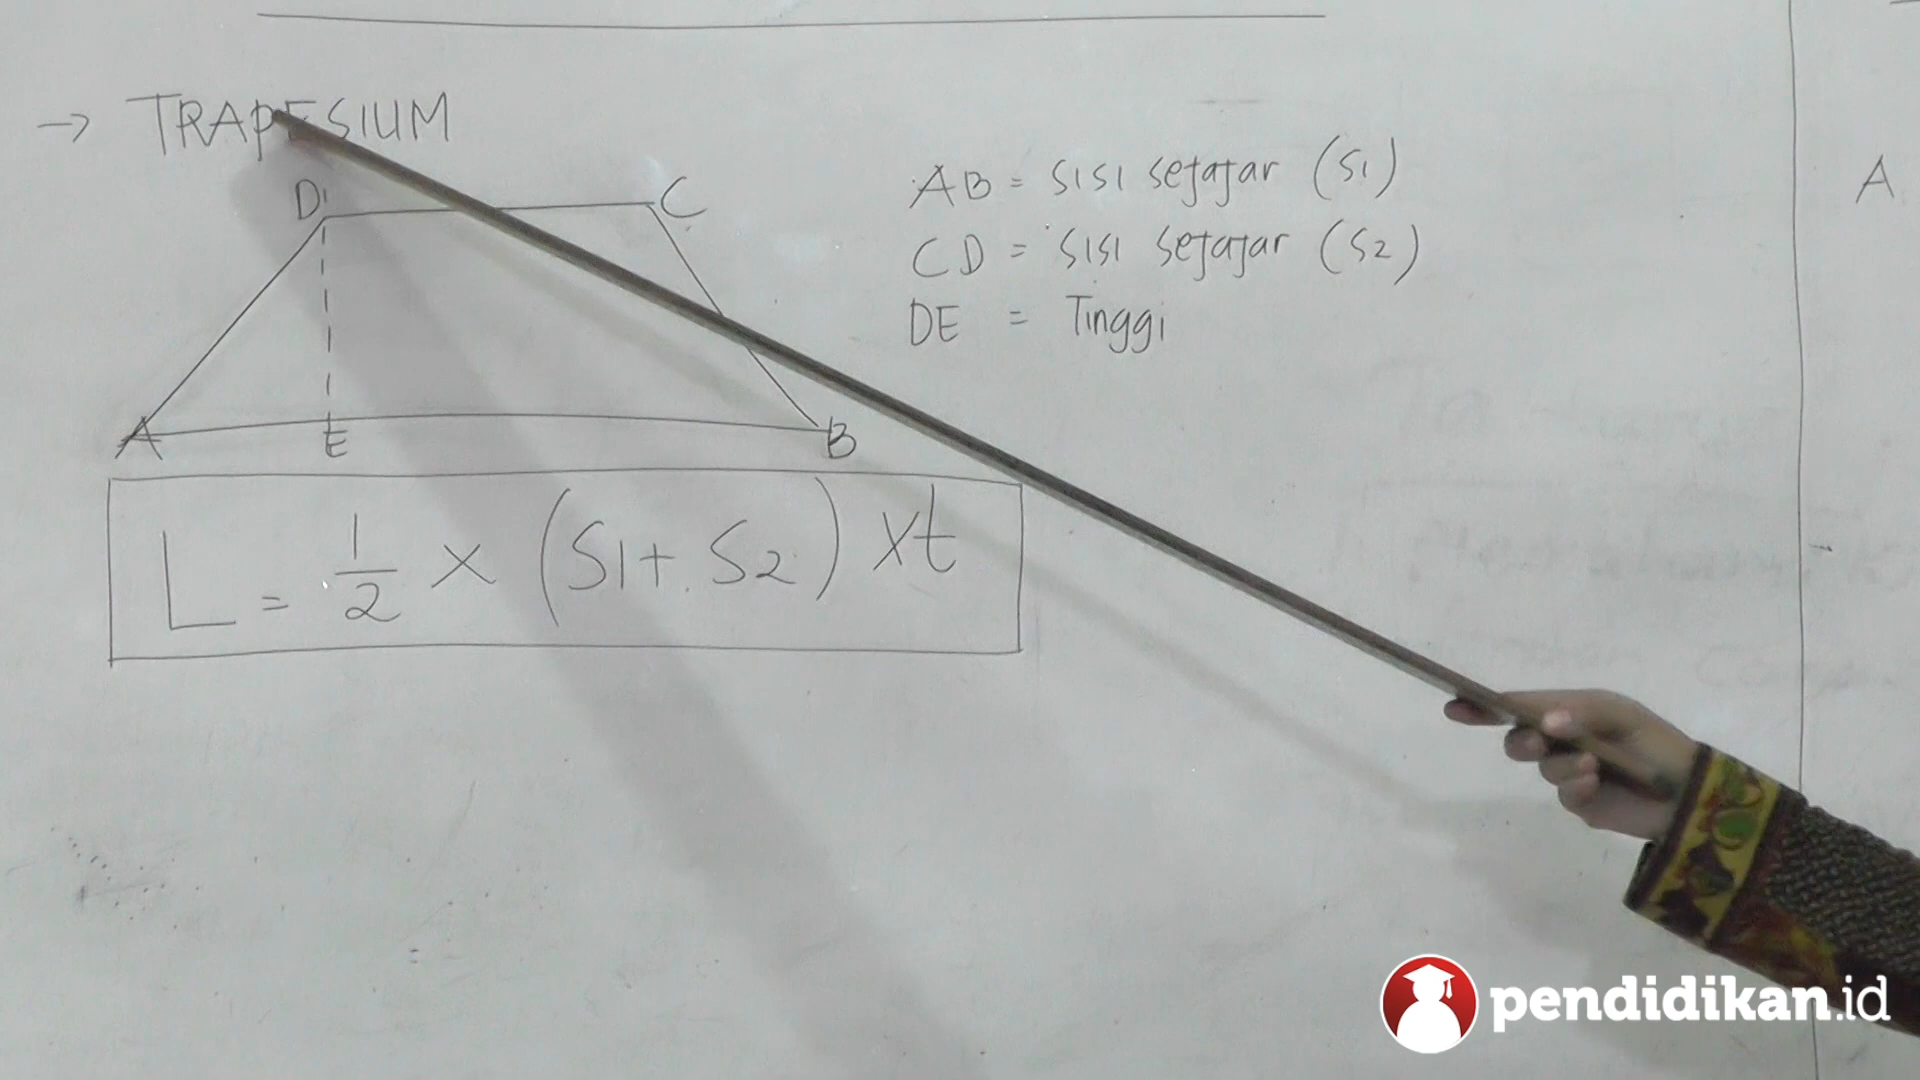 → TRAPESIUM
D C
A E B
AB = sisi sejajar (S1)
CD = sisi sejajar (S2)
DE = Tinggi
L = 1/2 × (S1 + S2) x t
A
pendidikan.id